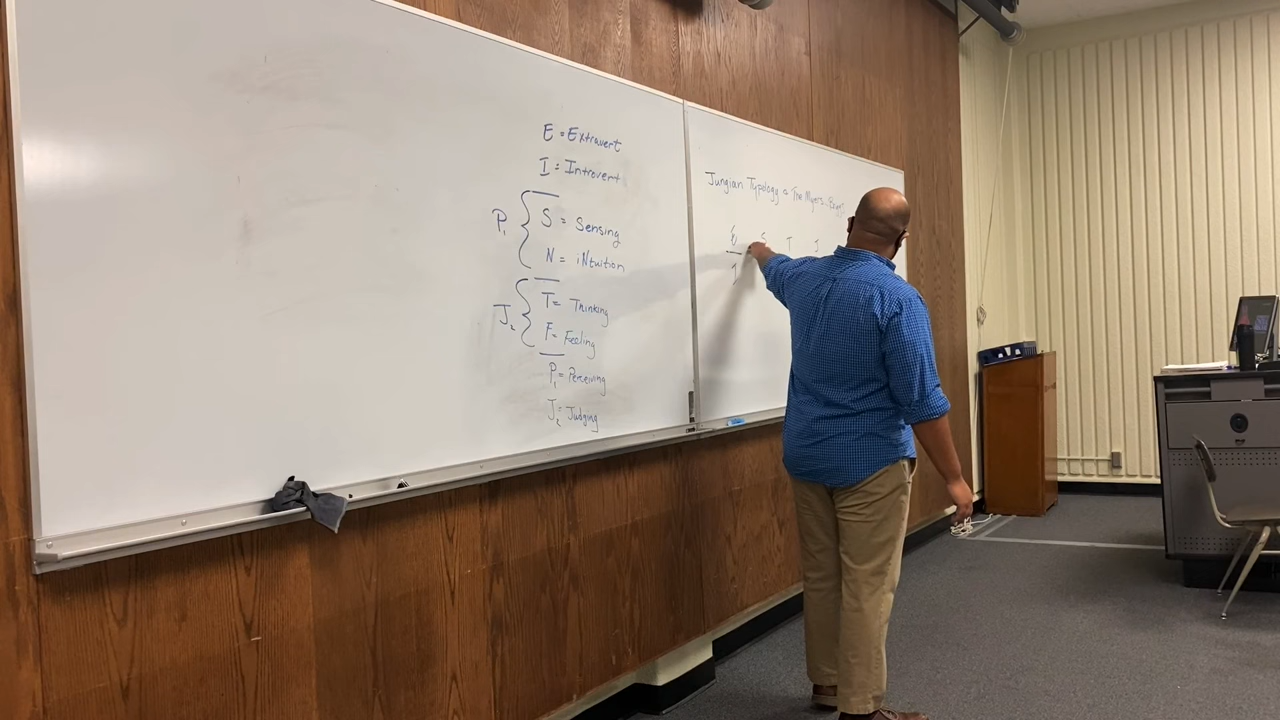 E = Extravert
I = Introvert
P1 { S = Sensing
N = iNtuition
J2 { T = Thinking
F = Feeling
P1 = Perceiving
J2 = Judging
Jungian Typology & The Myers-Briggs
E S T J
I